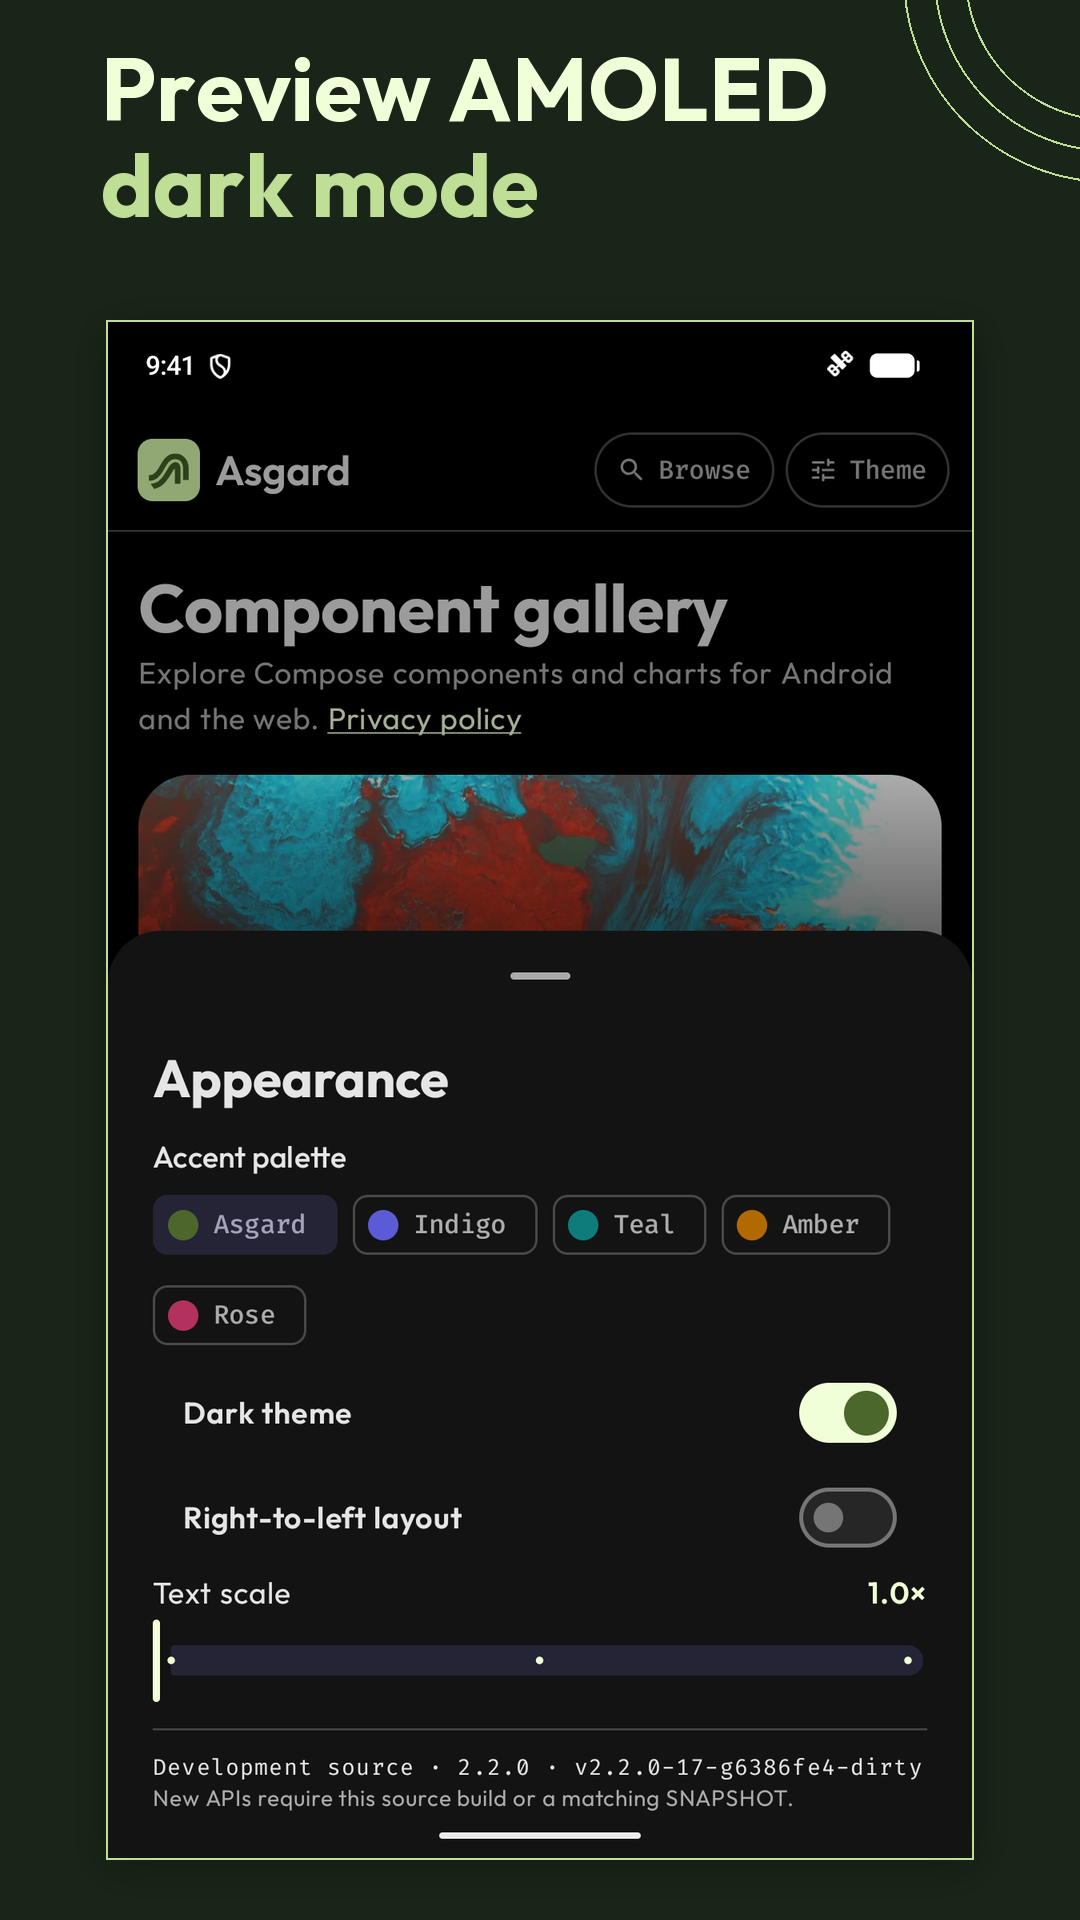 Preview AMOLED
dark mode
9:41
Asgard
Browse
Theme
Component gallery
Explore Compose components and charts for Android
and the web. Privacy policy
Appearance
Accent palette
Asgard
Indigo
Teal
Amber
Rose
Dark theme
Right-to-left layout
Text scale
1.0×
Development source · 2.2.0 · v2.2.0-17-g6386fe4-dirty
New APIs require this source build or a matching SNAPSHOT.